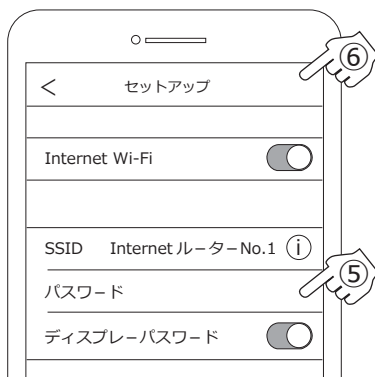 ⑥
< セットアップ
Internet Wi-Fi
SSID Internet ルーターNo.1 ⓘ
⑤
パスワード
ディスプレーパスワード